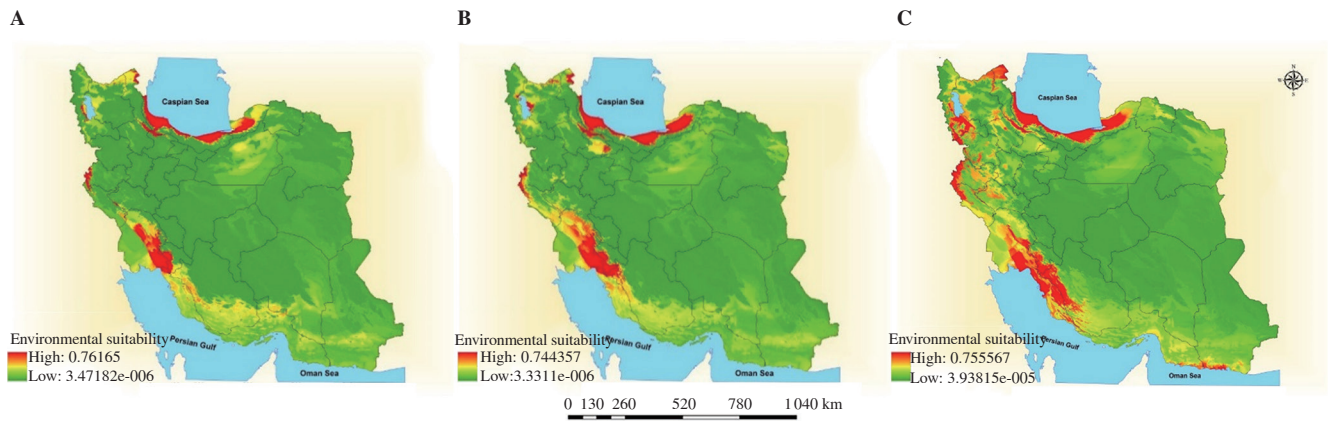 A
B
C
N
W E
S
Caspian Sea
Caspian Sea
Caspian Sea
Environmental suitability
High: 0.76165
Low: 3.47182e-006
Persian Gulf
Oman Sea
Environmental suitability
High: 0.744357
Low:3.3311e-006
Persian Gulf
Oman Sea
Environmental suitability
High: 0.755567
Low: 3.93815e-005
Persian Gulf
Oman Sea
0 130 260 520 780 1 040 km